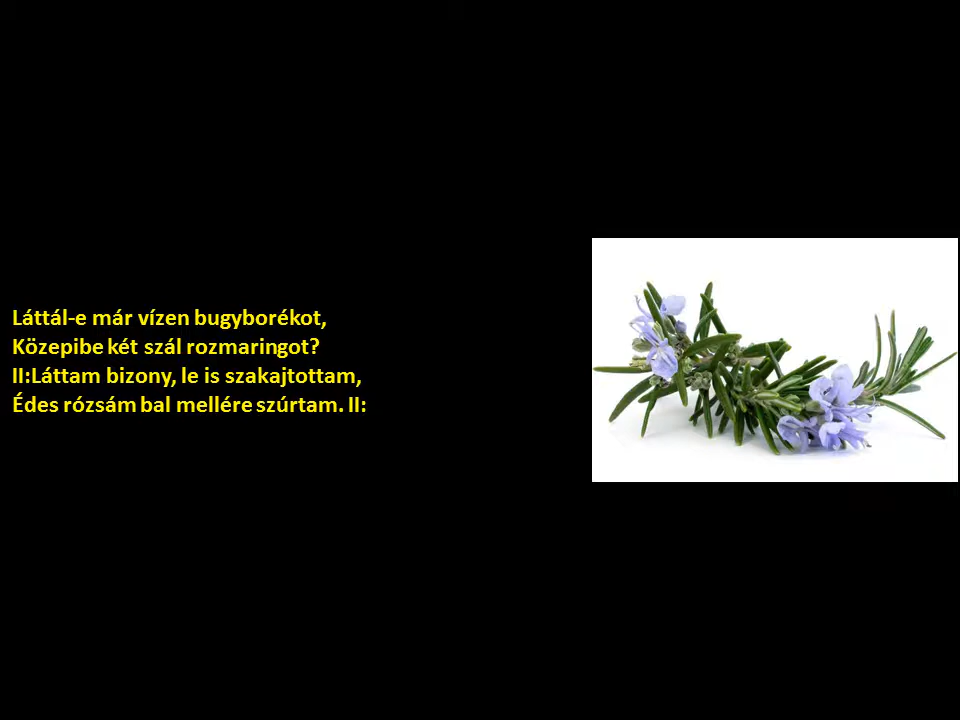 Láttál-e már vízen bugyborékot,
Közepibe két szál rozmaringot?
II:Láttam bizony, le is szakajtottam,
Édes rózsám bal mellére szúrtam. II: